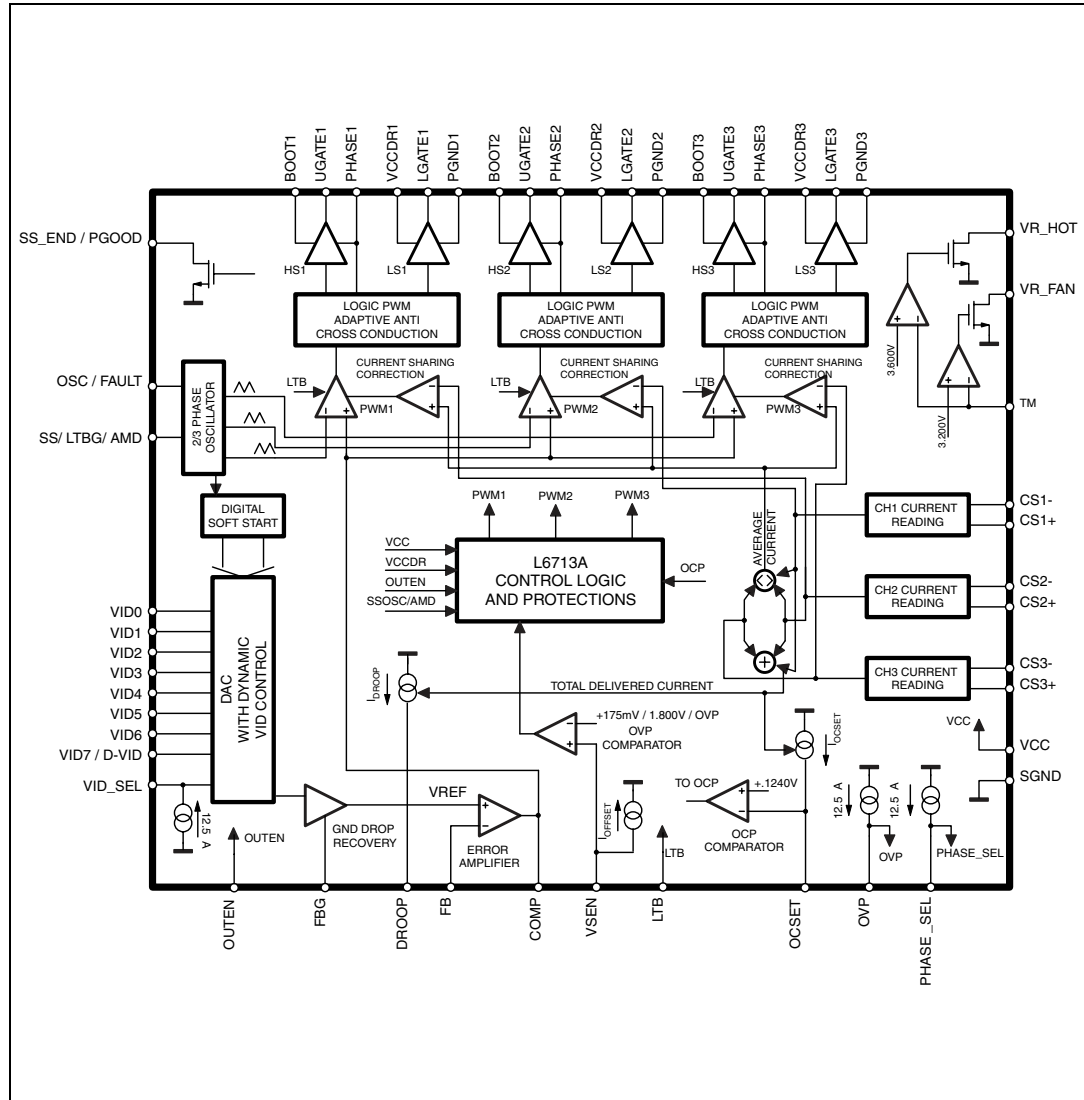 BOOT1
UGATE1
PHASE1
VCCDR1
LGATE1
PGND1
BOOT2
UGATE2
PHASE2
VCCDR2
LGATE2
PGND2
BOOT3
UGATE3
PHASE3
VCCDR3
LGATE3
PGND3
SS_END / PGOOD
VR_HOT
HS1
LS1
HS2
LS2
HS3
LS3
VR_FAN
LOGIC PWM
ADAPTIVE ANTI
CROSS CONDUCTION
LOGIC PWM
ADAPTIVE ANTI
CROSS CONDUCTION
LOGIC PWM
ADAPTIVE ANTI
CROSS CONDUCTION
3.600V
3.200V
TM
OSC / FAULT
SS/ LTBG/ AMD
2/3 PHASE
OSCILLATOR
LTB
PWM1
CURRENT SHARING
CORRECTION
LTB
PWM2
CURRENT SHARING
CORRECTION
LTB
PWM3
CURRENT SHARING
CORRECTION
DIGITAL
SOFT START
PWM1
PWM2
PWM3
AVERAGE
CURRENT
CH1 CURRENT
READING
CS1-
CS1+
VCC
VCCDR
OUTEN
SSOSC/AMD
L6713A
CONTROL LOGIC
AND PROTECTIONS
OCP
CH2 CURRENT
READING
CS2-
CS2+
CH3 CURRENT
READING
CS3-
CS3+
VID0
VID1
VID2
VID3
VID4
VID5
VID6
VID7 / D-VID
VID_SEL
DAC
WITH DYNAMIC
VID CONTROL
12.5 A
OUTEN
IDROOP
TOTAL DELIVERED CURRENT
+175mV / 1.800V / OVP
OVP
COMPARATOR
IOCSET
VCC
VCC
SGND
GND DROP
RECOVERY
VREF
ERROR
AMPLIFIER
IOFFSET
LTB
TO OCP
+.1240V
OCP
COMPARATOR
12.5 A
OVP
12.5 A
PHASE_SEL
OUTEN
FBG
DROOP
FB
COMP
VSEN
LTB
OCSET
OVP
PHASE _SEL